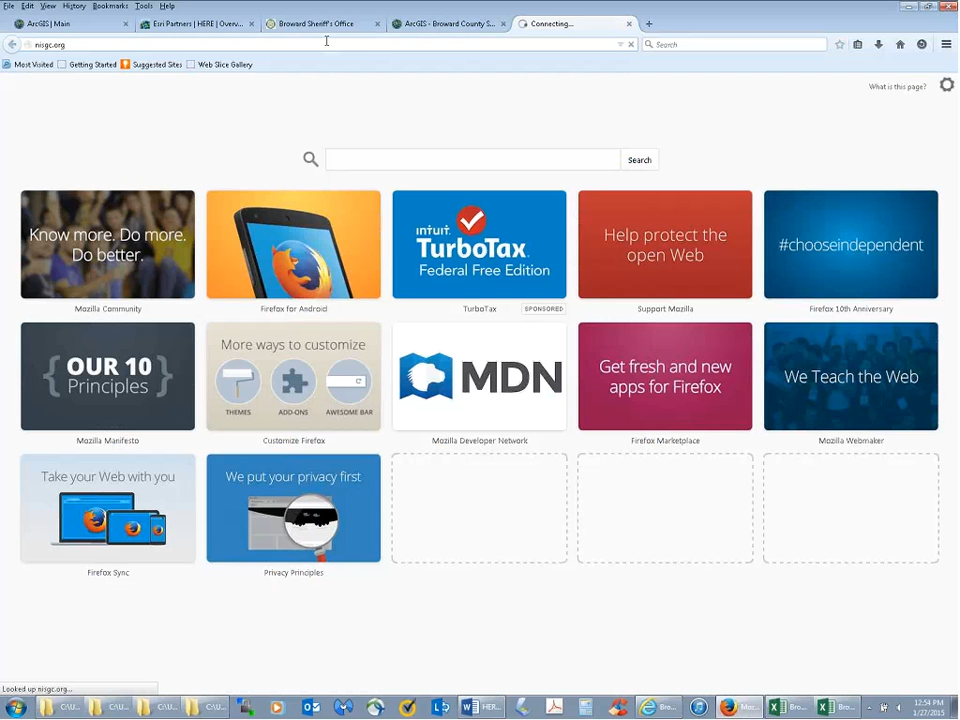 File Edit View History Bookmarks Tools Help
ArcGIS | Main
Esri Partners | HERE | Overv...
Broward Sheriff's Office
ArcGIS - Broward County S...
Connecting...
nisgc.org
Search
Most Visited Getting Started Suggested Sites Web Slice Gallery
What is this page?
Search
Know more. Do more.
Do better.
Mozilla Community
Firefox for Android
intuit
TurboTax
Federal Free Edition
TurboTax SPONSORED
Help protect the
open Web
Support Mozilla
#chooseindependent
Firefox 10th Anniversary
OUR 10
Principles
Mozilla Manifesto
More ways to customize
THEMES ADD-ONS AWESOME BAR
Customize Firefox
MDN
Mozilla Developer Network
Get fresh and new
apps for Firefox
Firefox Marketplace
We Teach the Web
Mozilla Webmaker
Take your Web with you
Firefox Sync
We put your privacy first
Privacy Principles
Looked up nisgc.org...
C:\U... C:\U... C:\U... C:\U... HER... Bro... Moz... Bro... Bro...
12:54 PM
1/27/2015